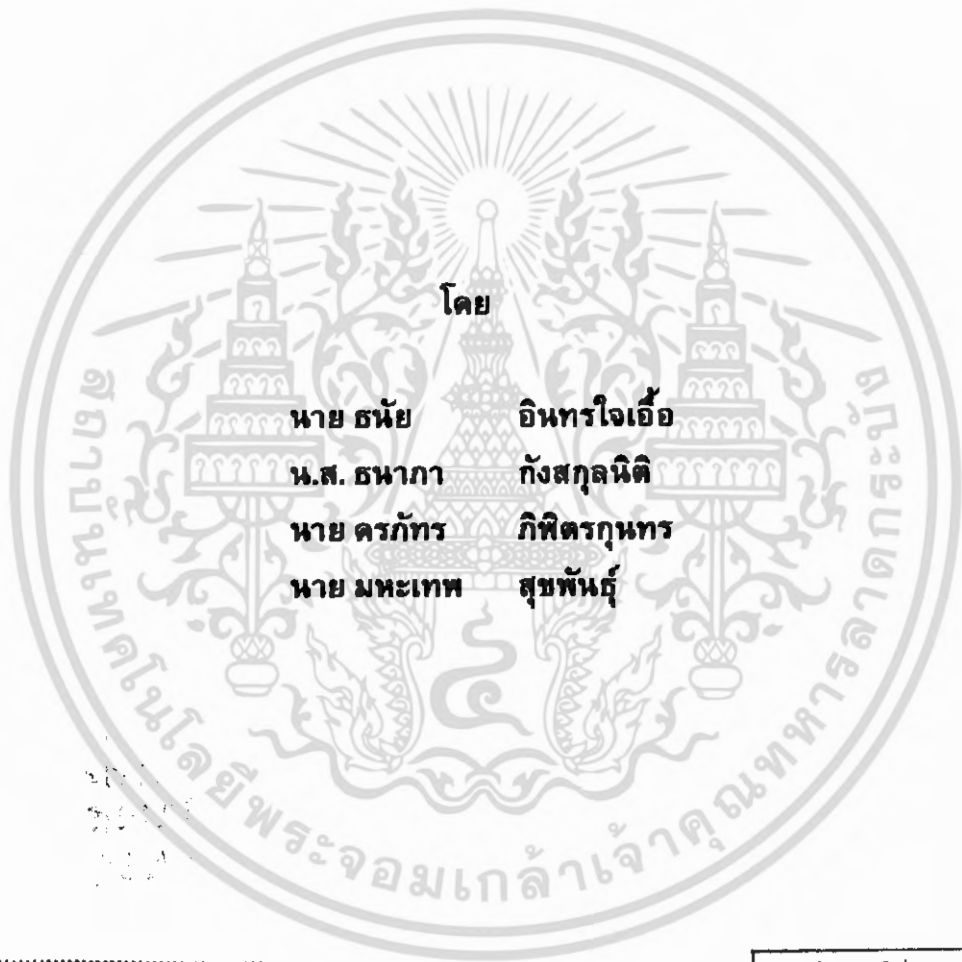 โดย
นาย ธนัย อินทรใจเอื้อ
น.ส. ธนาภา กังสกุลนิติ
นาย ดรภัทร ภิพิตรกุนทร
นาย มหะเทพ สุขพันธุ์
สถาบันเทคโนโลยีพระจอมเกล้าเจ้าคุณทหารลาดกระบัง